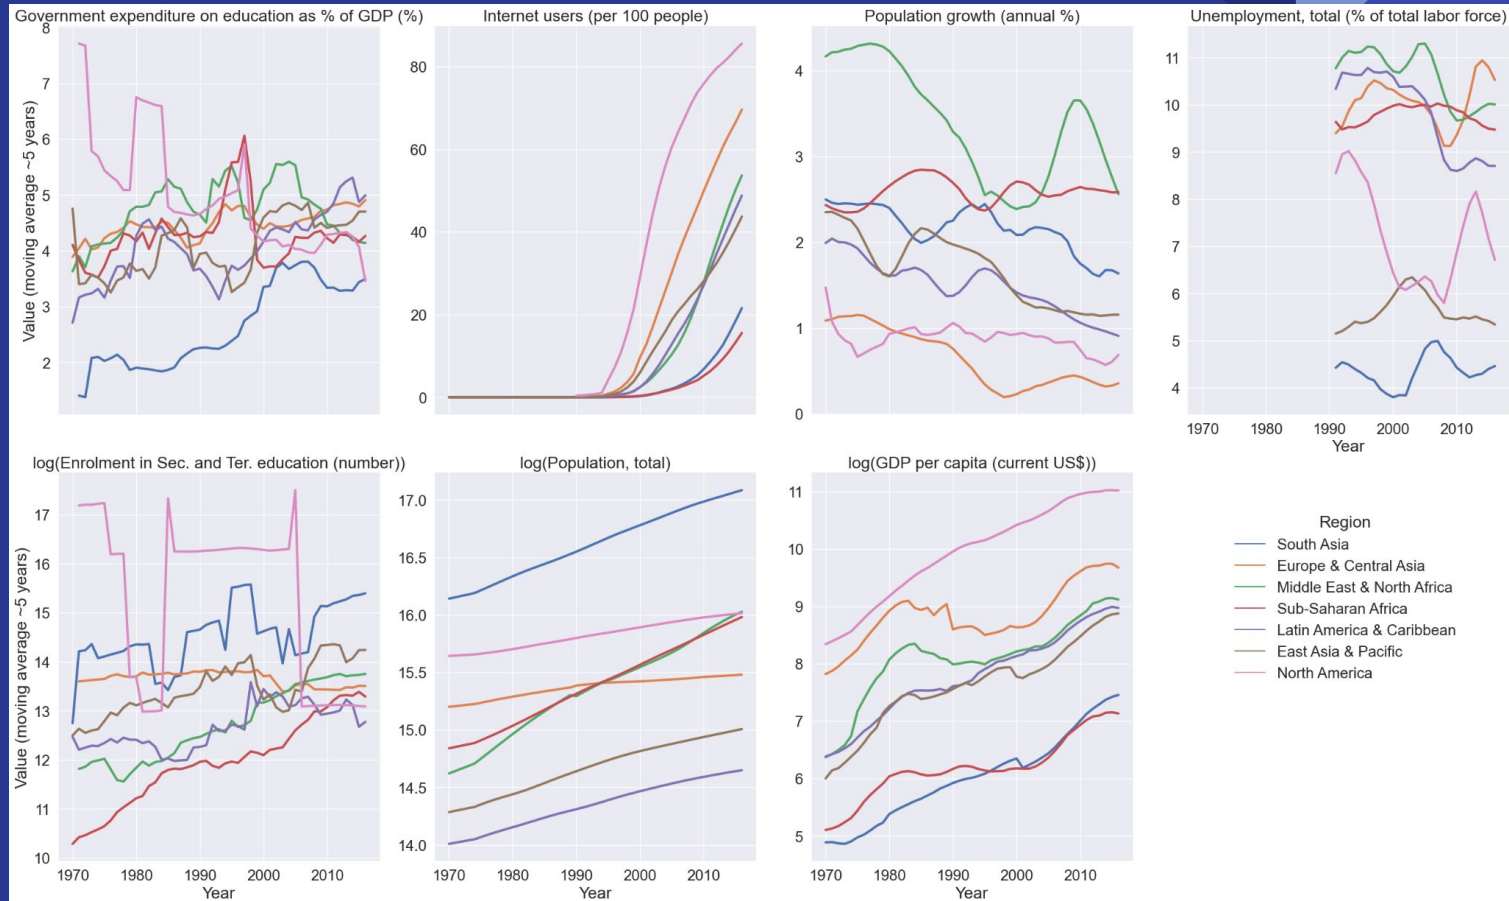 Government expenditure on education as % of GDP (%)
Internet users (per 100 people)
Population growth (annual %)
Unemployment, total (% of total labor force)
Value (moving average ~5 years)
8
7
6
5
4
3
2
80
60
40
20
0
4
3
2
1
0
11
10
9
8
7
6
5
4
1970 1980 1990 2000 2010
Year
log(Enrolment in Sec. and Ter. education (number))
log(Population, total)
log(GDP per capita (current US$))
Value (moving average ~5 years)
17
16
15
14
13
12
11
10
1970 1980 1990 2000 2010
Year
17.0
16.5
16.0
15.5
15.0
14.5
14.0
1970 1980 1990 2000 2010
Year
11
10
9
8
7
6
5
1970 1980 1990 2000 2010
Year
Region
South Asia
Europe & Central Asia
Middle East & North Africa
Sub-Saharan Africa
Latin America & Caribbean
East Asia & Pacific
North America